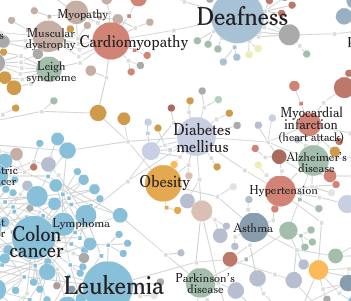 Deafness
Myopathy
Muscular
dystrophy
Cardiomyopathy
Leigh
syndrome
Myocardial
infarction
(heart attack)
Diabetes
mellitus
Alzheimer's
disease
Obesity
Hypertension
Lymphoma
Asthma
Colon
cancer
Leukemia
Parkinson's
disease